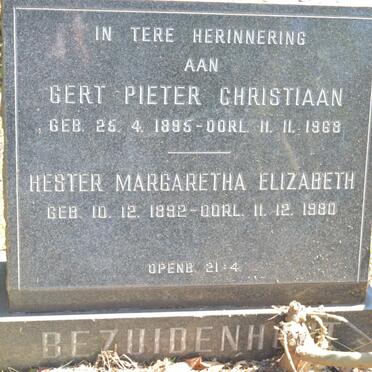 IN TERE HERINNERING
AAN
GERT PIETER CHRISTIAAN
GEB. 25. 4. 1895-OORL. 11. 11. 1968
HESTER MARGARETHA ELIZABETH
GEB. 10. 12. 1892-OORL. 11. 12. 1980
OPENB. 21:4.
BEZUIDENHOUT